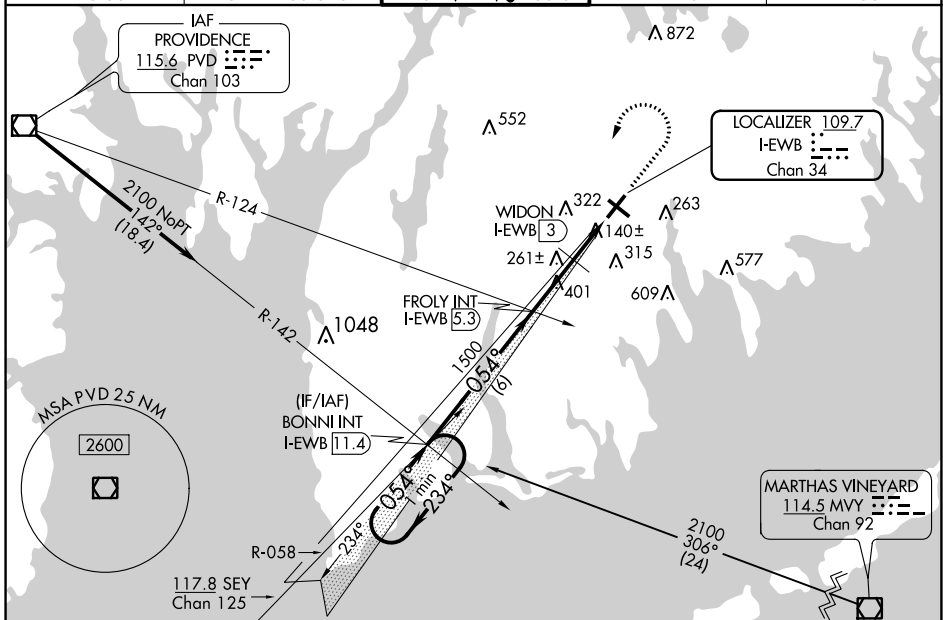 IAF
PROVIDENCE
115.6 PVD
Chan 103
872
552
LOCALIZER 109.7
I-EWB
Chan 34
2100 NoPT
142°
(18.4)
R-124
WIDON
I-EWB 3
322
263
140±
261±
315
577
401
609
FROLY INT
I-EWB 5.3
R-142
1048
1500
054°
(6)
MSA PVD 25 NM
2600
(IF/IAF)
BONNI INT
I-EWB 11.4
054°
1 min
234°
234°
R-058
117.8 SEY
Chan 125
2100
306°
(24)
MARTHAS VINEYARD
114.5 MVY
Chan 92